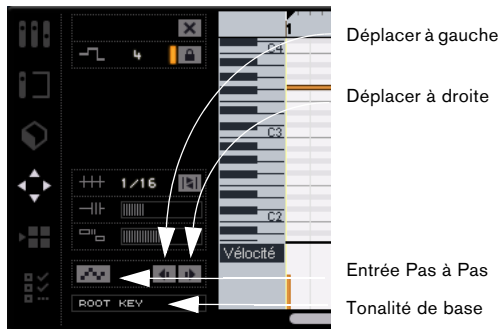 1
4
C4
Déplacer à gauche
Déplacer à droite
C3
1/16
C2
Vélocité
Entrée Pas à Pas
ROOT KEY
Tonalité de base